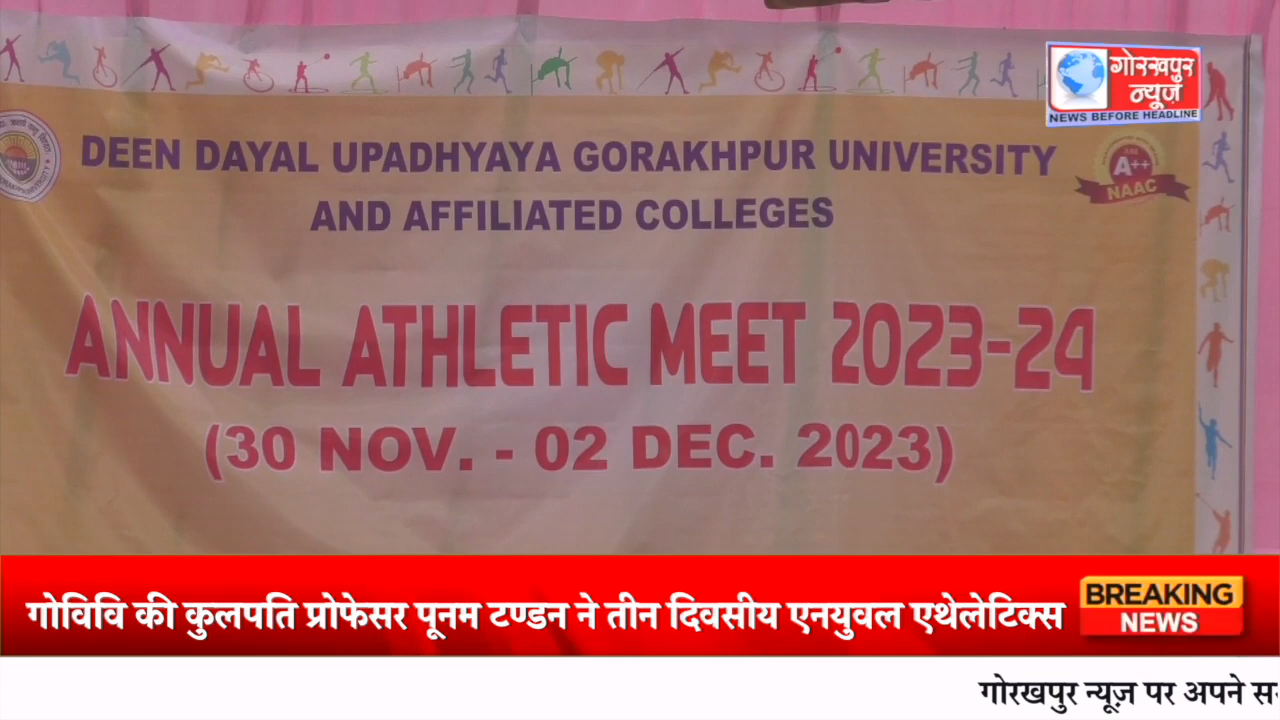 गोरखपुर
न्यूज़
NEWS BEFORE HEADLINE
DEEN DAYAL UPADHYAYA GORAKHPUR UNIVERSITY
A++
NAAC
AND AFFILIATED COLLEGES
ANNUAL ATHLETIC MEET 2023-24
(30 NOV. - 02 DEC. 2023)
गोविवि की कुलपति प्रोफेसर पूनम टण्डन ने तीन दिवसीय एनयुवल एथेलेटिक्स
BREAKING
NEWS
गोरखपुर न्यूज़ पर अपने